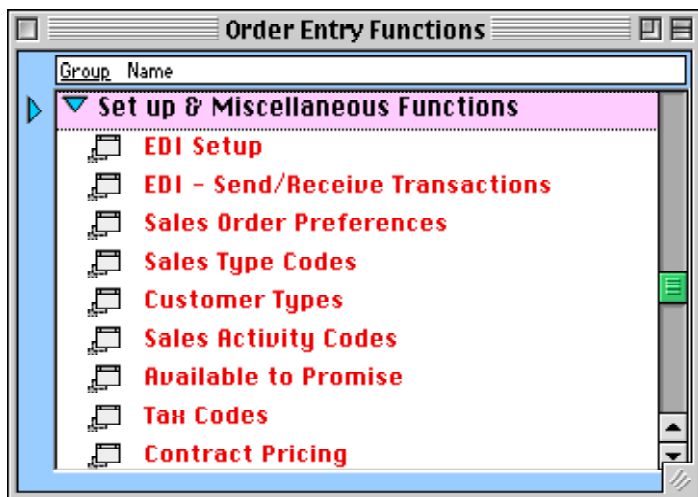 Order Entry Functions
Group Name
Set up & Miscellaneous Functions
EDI Setup
EDI - Send/Receive Transactions
Sales Order Preferences
Sales Type Codes
Customer Types
Sales Activity Codes
Available to Promise
Tax Codes
Contract Pricing